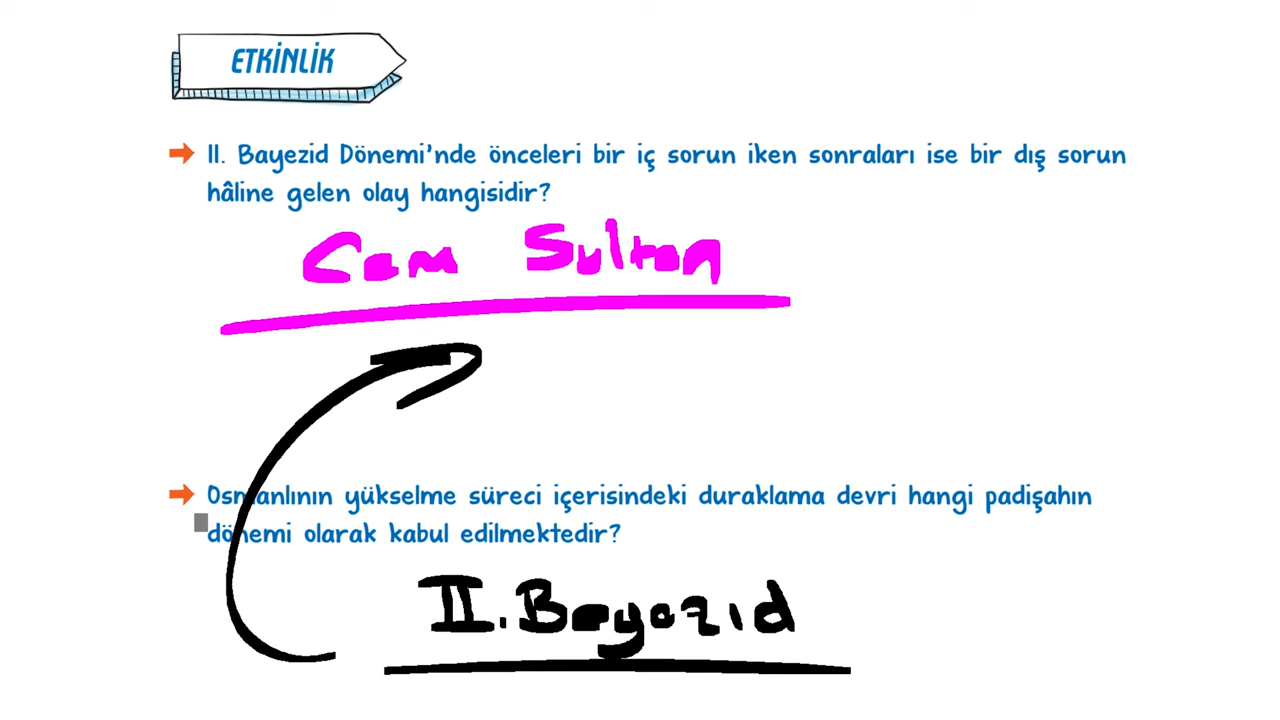 ETKİNLİK
II. Bayezid Dönemi'nde önceleri bir iç sorun iken sonraları ise bir dış sorun
hâline gelen olay hangisidir?
Cem Sultan
Osmanlının yükselme süreci içerisindeki duraklama devri hangi padişahın
dönemi olarak kabul edilmektedir?
II. Bayezid